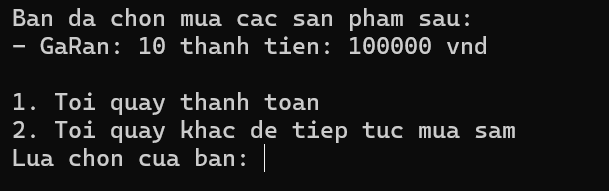 Ban da chon mua cac san pham sau:
- GaRan: 10 thanh tien: 100000 vnd
1. Toi quay thanh toan
2. Toi quay khac de tiep tuc mua sam
Lua chon cua ban: